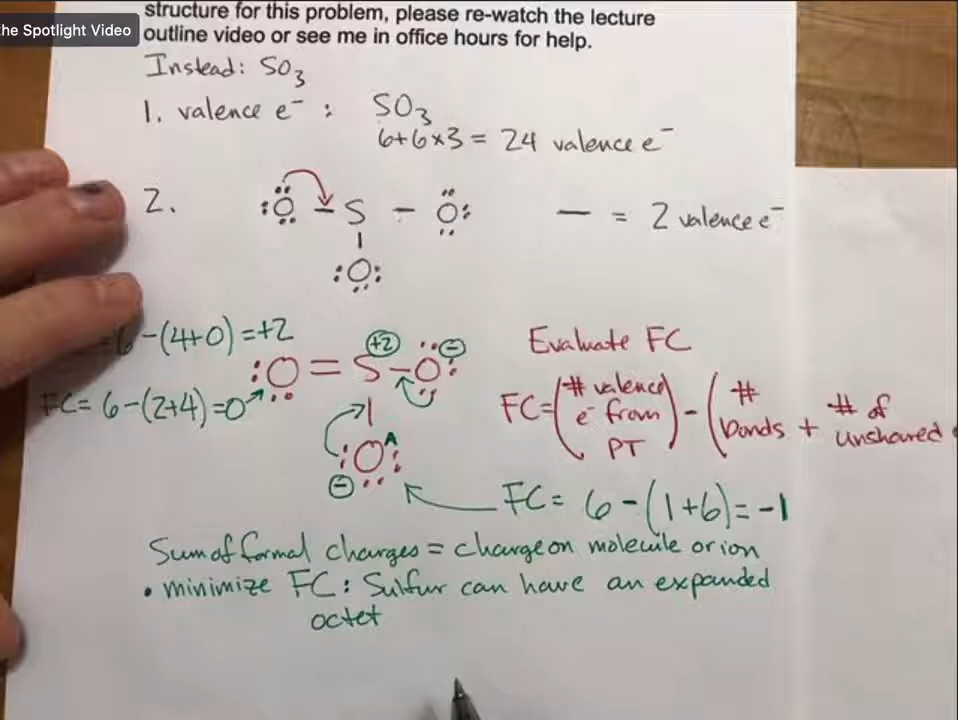 the Spotlight Video
structure for this problem, please re-watch the lecture
outline video or see me in office hours for help.
Instead: SO₃
1. valence e⁻ : SO₃
6+6×3 = 24 valence e⁻
2. :O – S – O: — = 2 valence e⁻
:O:
=6-(4+0)=+2
:O = S – O: +2 ⊖
Evaluate FC
FC= 6-(2+4)=0
FC=(# valence e⁻ from PT) - (# bonds + # of unshared
:O: A
⊖
FC= 6-(1+6)=-1
Sum of formal charges = charge on molecule or ion
• minimize FC: Sulfur can have an expanded
octet